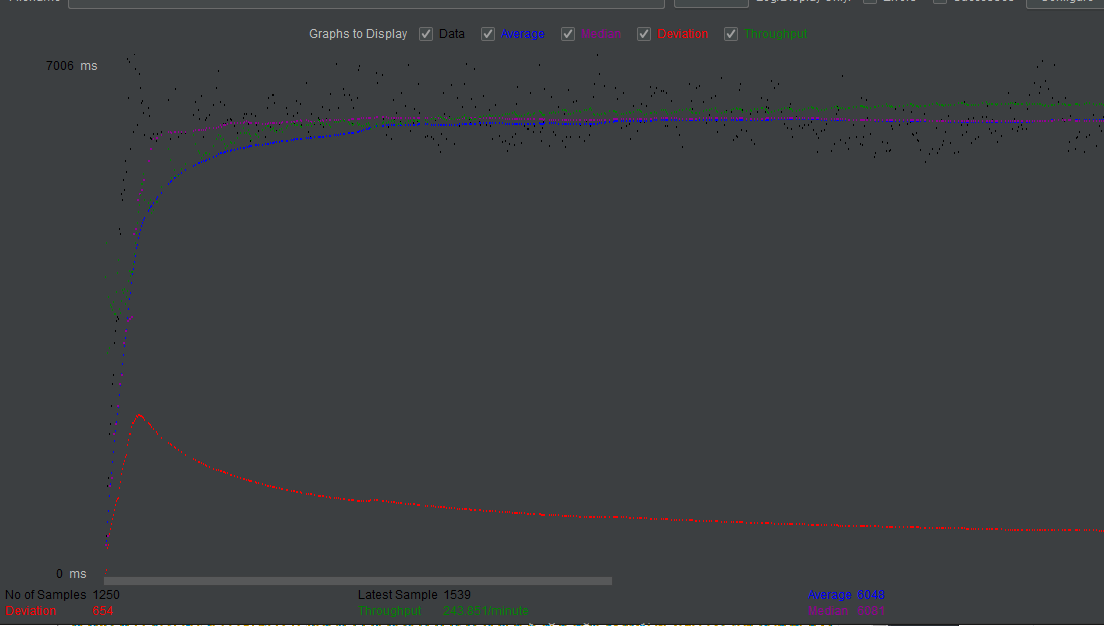 Graphs to Display Data Average Median Deviation Throughput
7006 ms
0 ms
No of Samples 1250 Latest Sample 1539 Average 6048
Deviation 654 Throughput 243.851/minute Median